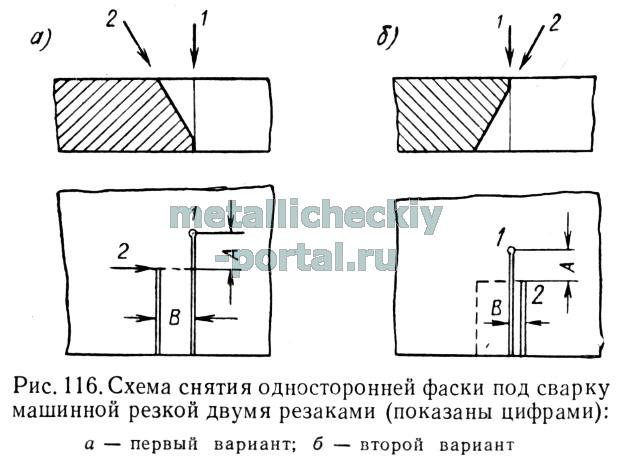 а)
2
1
б)
1
2
metallicheckiy
-portal.ru
1
2
А
В
1
2
А
В
Рис. 116. Схема снятия односторонней фаски под сварку
машинной резкой двумя резаками (показаны цифрами):
а — первый вариант; б — второй вариант